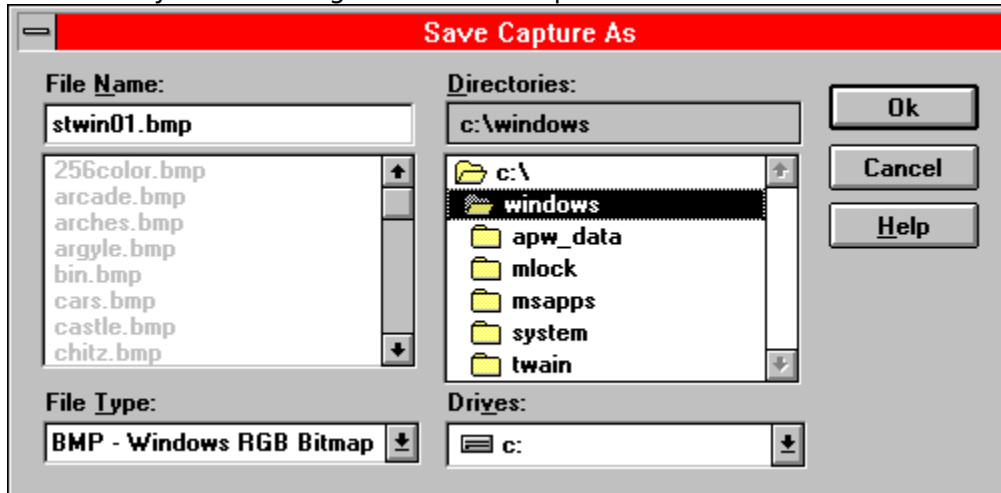 Save Capture As
File Name:
stwin01.bmp
256color.bmp
arcade.bmp
arches.bmp
argyle.bmp
bin.bmp
cars.bmp
castle.bmp
chitz.bmp
File Type:
BMP - Windows RGB Bitmap
Directories:
c:\windows
c:\
windows
apw_data
mlock
msapps
system
twain
Drives:
c:
Ok
Cancel
Help